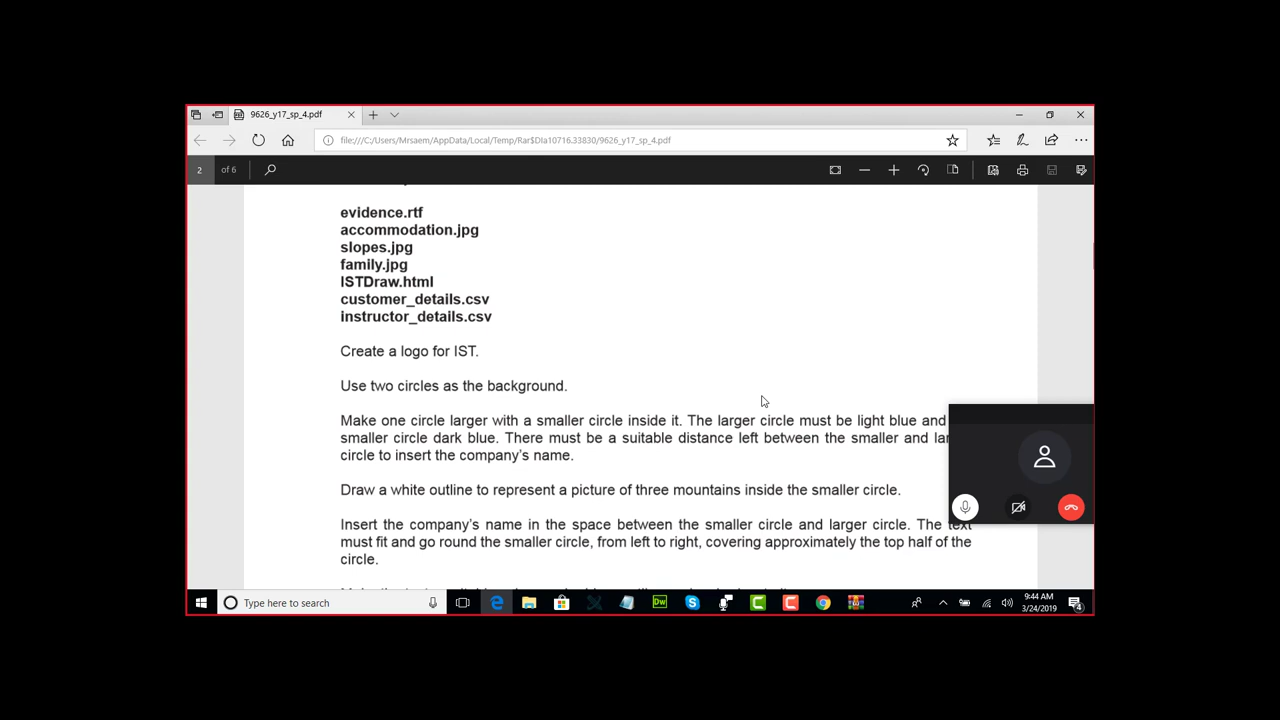 9626_y17_sp_4.pdf
file:///C:/Users/Mrsaem/AppData/Local/Temp/Rar$DIa10716.33830/9626_y17_sp_4.pdf
2 of 6
evidence.rtf
accommodation.jpg
slopes.jpg
family.jpg
ISTDraw.html
customer_details.csv
instructor_details.csv
Create a logo for IST.
Use two circles as the background.
Make one circle larger with a smaller circle inside it. The larger circle must be light blue and
smaller circle dark blue. There must be a suitable distance left between the smaller and
circle to insert the company's name.
Draw a white outline to represent a picture of three mountains inside the smaller circle.
Insert the company's name in the space between the smaller circle and larger circle. The text
must fit and go round the smaller circle, from left to right, covering approximately the top half of the
circle.
Type here to search
Dw
9:44 AM
3/24/2019
4